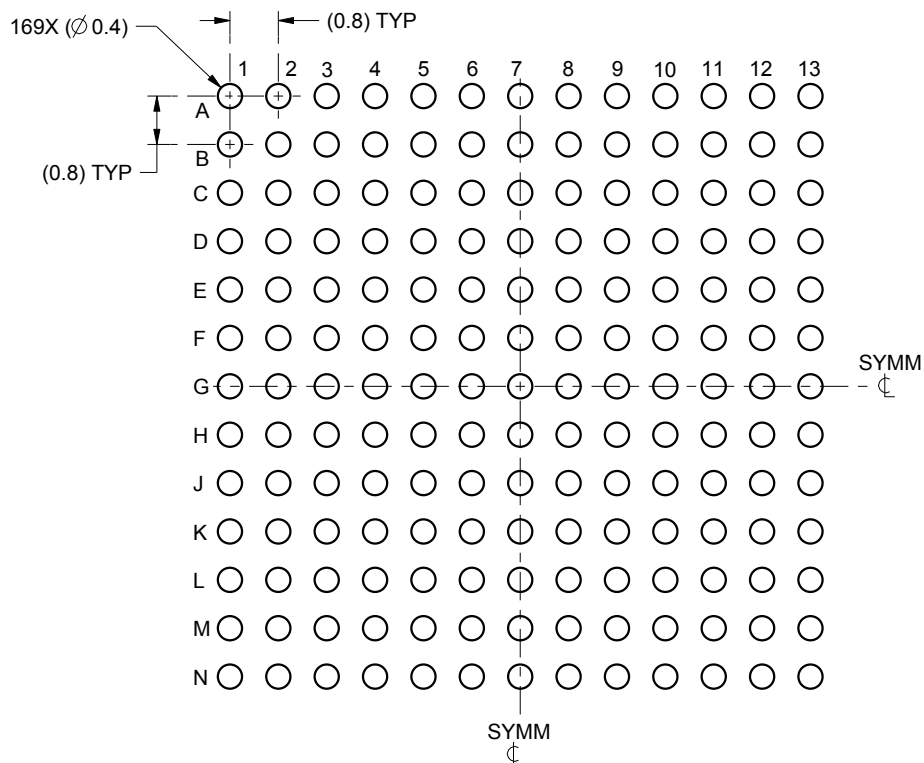 169X (∅ 0.4)
(0.8) TYP
1 2 3 4 5 6 7 8 9 10 11 12 13
A
B
(0.8) TYP
C
D
E
F
G
SYMM
℄
H
J
K
L
M
N
SYMM
℄